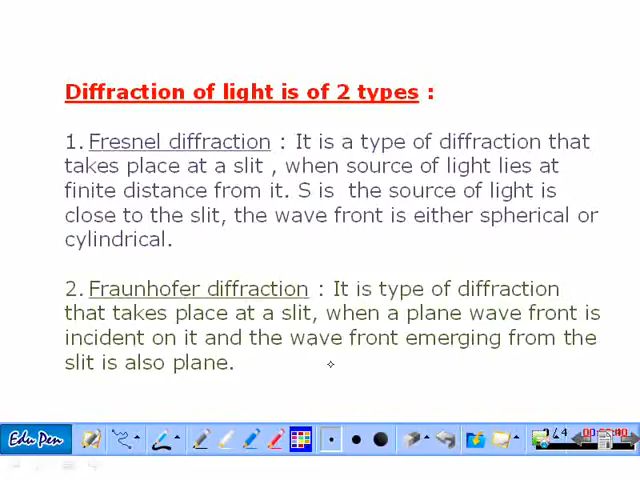 Diffraction of light is of 2 types :
1. Fresnel diffraction : It is a type of diffraction that
takes place at a slit , when source of light lies at
finite distance from it. S is the source of light is
close to the slit, the wave front is either spherical or
cylindrical.
2. Fraunhofer diffraction : It is type of diffraction
that takes place at a slit, when a plane wave front is
incident on it and the wave front emerging from the
slit is also plane.
Edu Pen